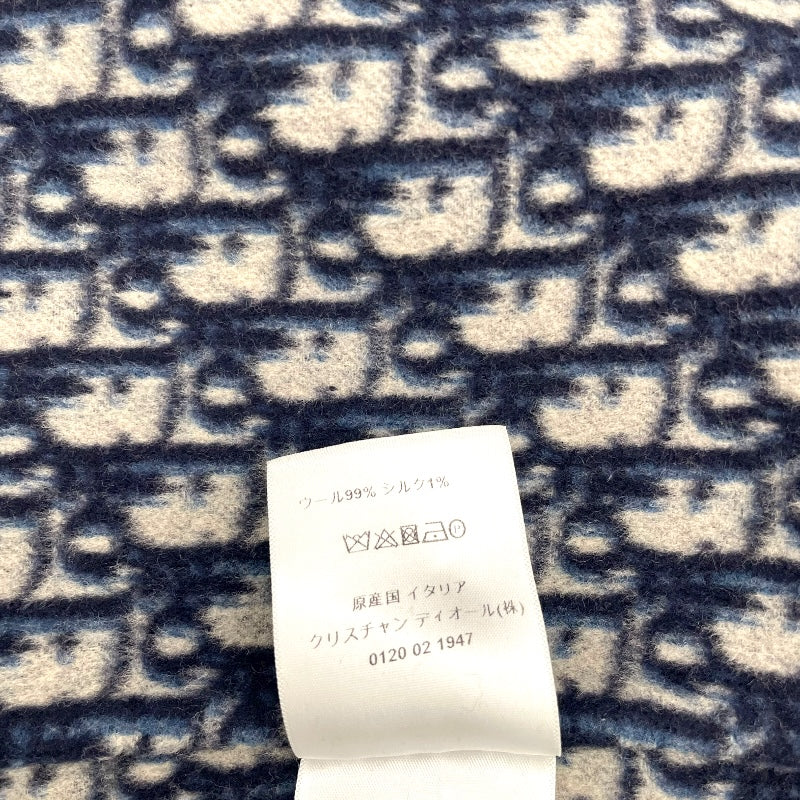 ウール99% シルク1%
原産国 イタリア
クリスチャン ディオール(株)
0120 02 1947